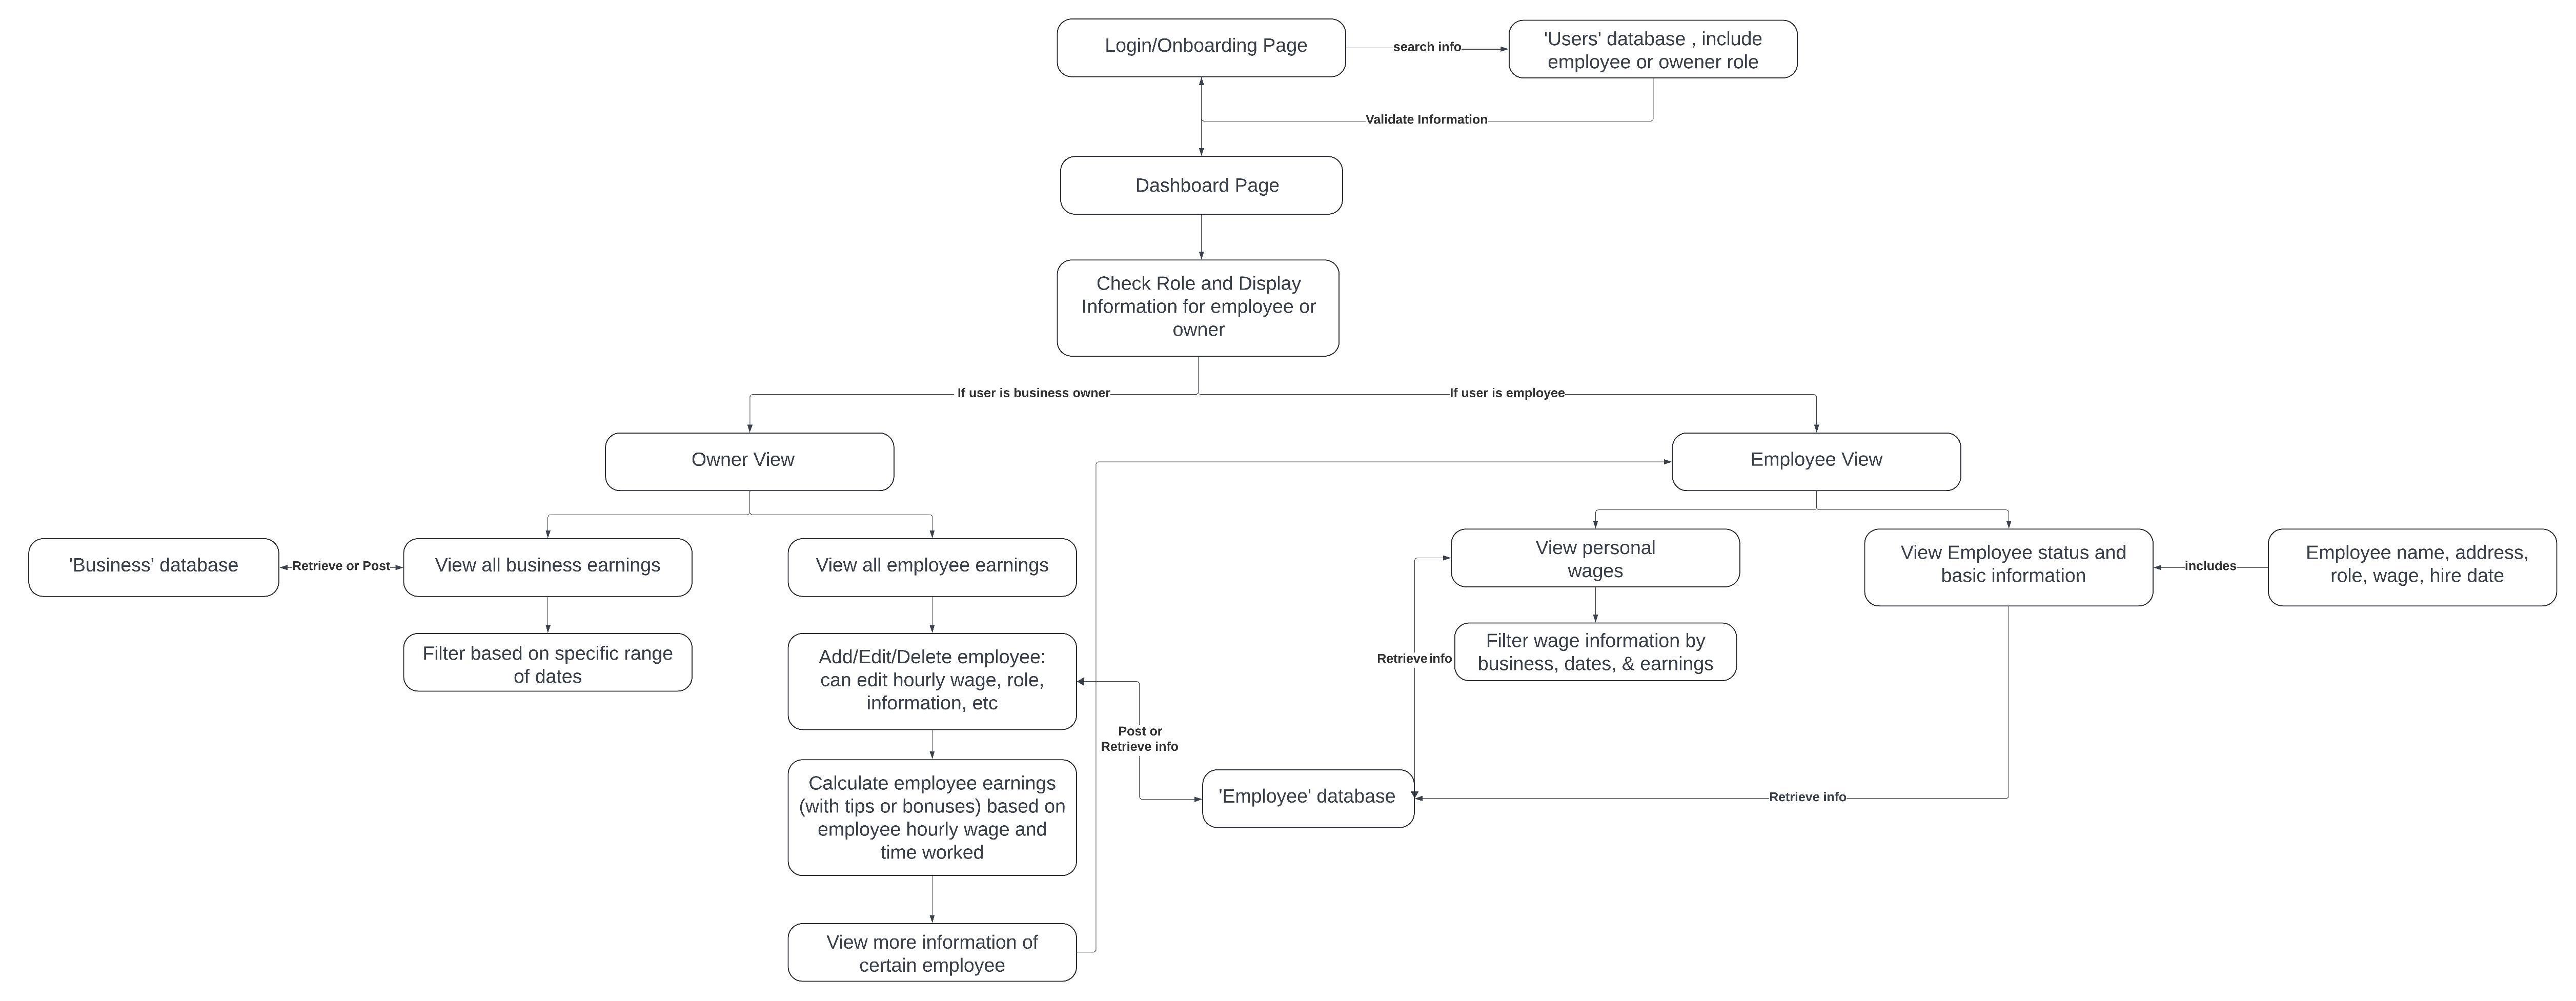 Login/Onboarding Page
search info
'Users' database , include
employee or owener role
Validate Information
Dashboard Page
Check Role and Display
Information for employee or
owner
If user is business owner
If user is employee
Owner View
Employee View
'Business' database
Retrieve or Post
View all business earnings
View all employee earnings
View personal
wages
View Employee status and
basic information
includes
Employee name, address,
role, wage, hire date
Filter based on specific range
of dates
Add/Edit/Delete employee:
can edit hourly wage, role,
information, etc
Retrieve info
Filter wage information by
business, dates, & earnings
Post or
Retrieve info
Calculate employee earnings
(with tips or bonuses) based on
employee hourly wage and
time worked
'Employee' database
Retrieve info
View more information of
certain employee